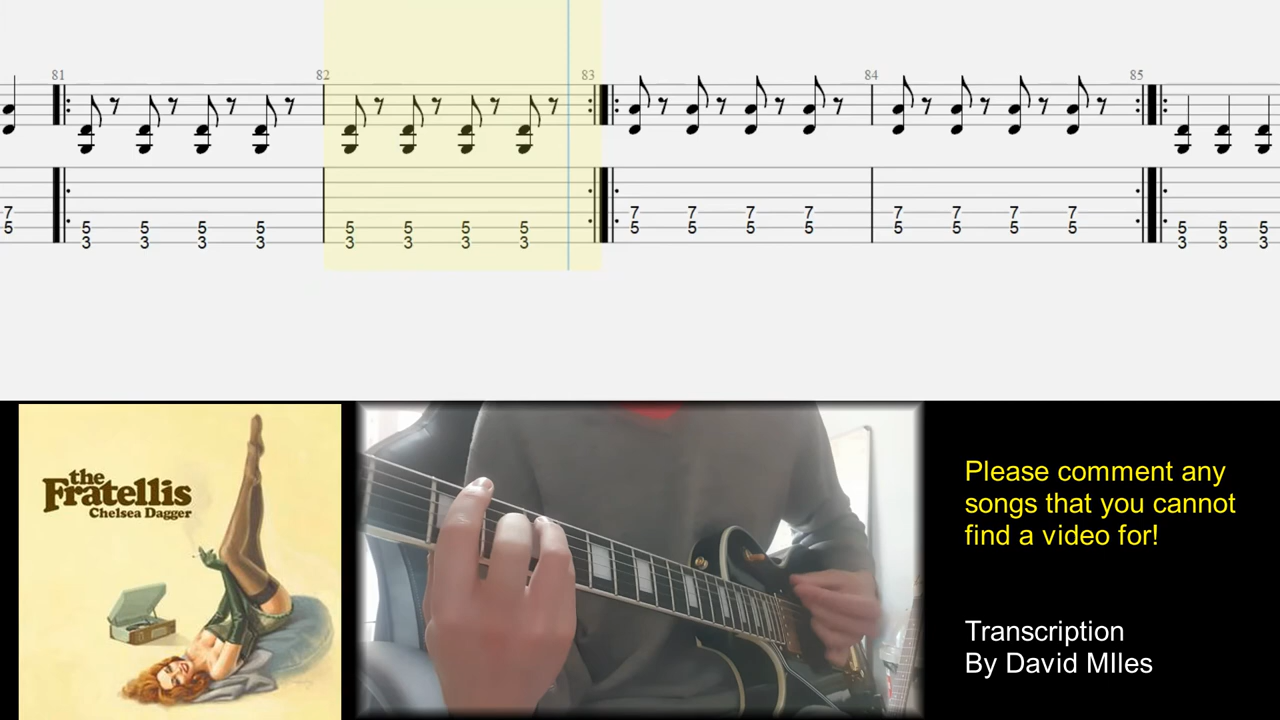 81 82 83 84 85
7 7 7 7 7 7 7 7 7
5 5 5 5 5 5 5 5 5 5 5 5 5 5 5 5 5 5 5 5
3 3 3 3 3 3 3 3 3 3 3
the
Fratellis
Chelsea Dagger
Please comment any
songs that you cannot
find a video for!
Transcription
By David MIles